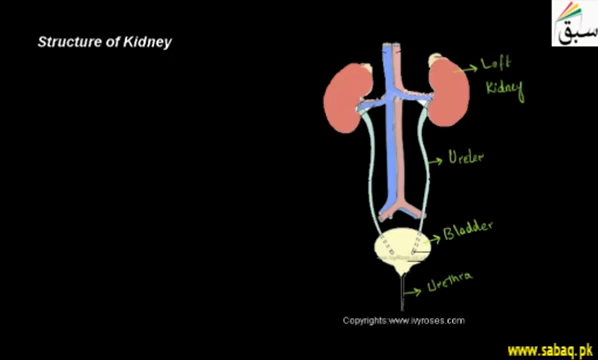 Structure of Kidney
سبق
Left
Kidney
Ureter
Bladder
Urethra
Copyrights:www.ivyroses.com
www.sabaq.pk